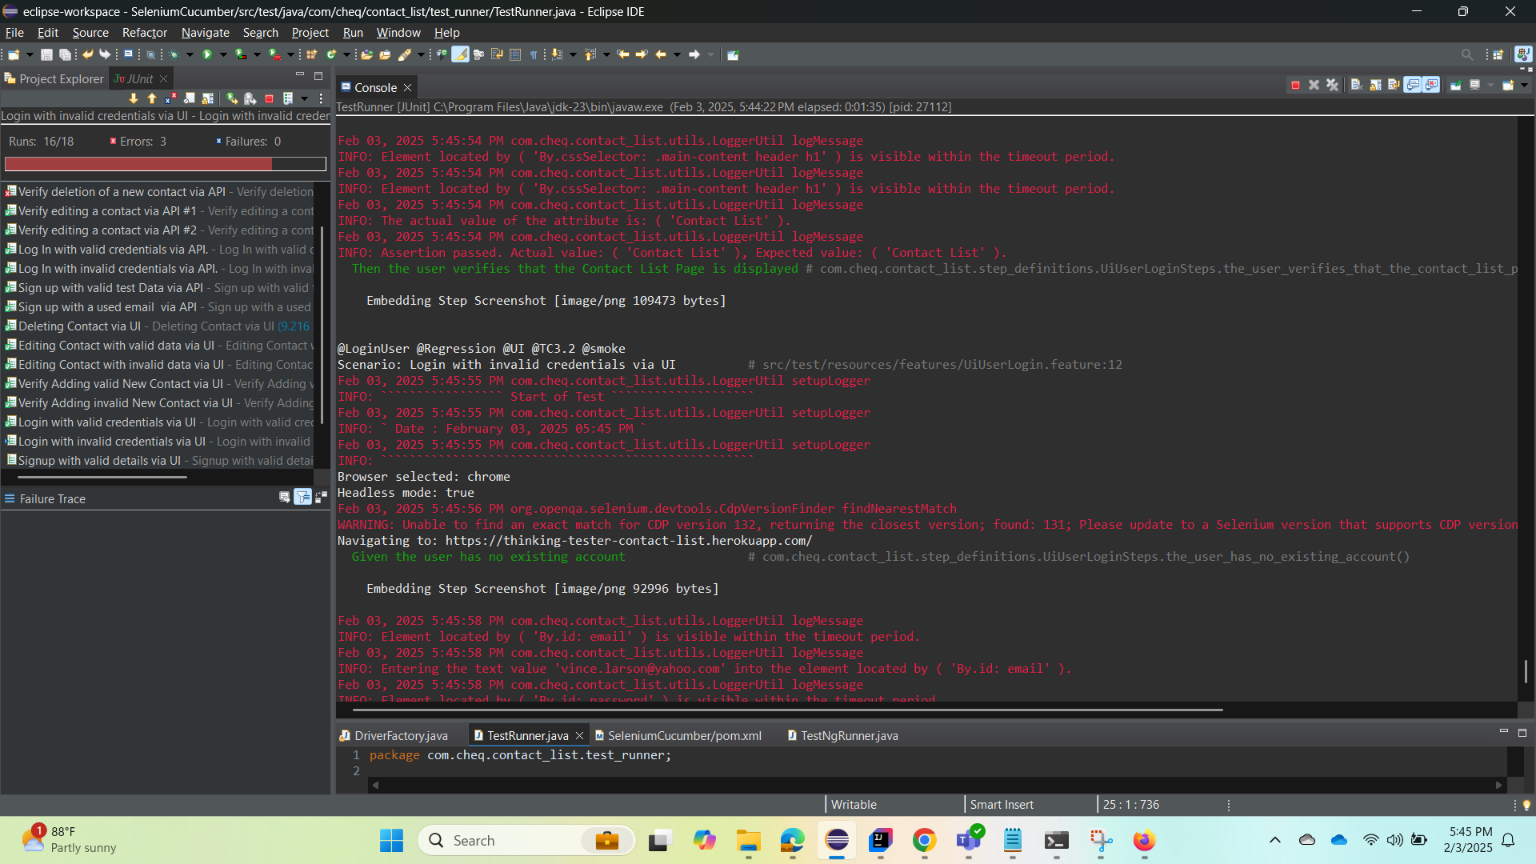 eclipse-workspace - SeleniumCucumber/src/test/java/com/cheq/contact_list/test_runner/TestRunner.java - Eclipse IDE
File Edit Source Refactor Navigate Search Project Run Window Help
Project Explorer JUnit
Console
TestRunner [JUnit] C:\Program Files\Java\jdk-23\bin\javaw.exe (Feb 3, 2025, 5:44:22 PM elapsed: 0:01:35) [pid: 27112]
Login with invalid credentials via UI - Login with invalid creder
Runs: 16/18 Errors: 3 Failures: 0
Verify deletion of a new contact via API - Verify deletion
Verify editing a contact via API #1 - Verify editing a cont
Verify editing a contact via API #2 - Verify editing a cont
Log In with valid credentials via API. - Log In with valid c
Log In with invalid credentials via API. - Log In with inval
Sign up with valid test Data via API - Sign up with valid
Sign up with a used email via API - Sign up with a used
Deleting Contact via UI - Deleting Contact via UI (9.216
Editing Contact with valid data via UI - Editing Contact
Editing Contact with invalid data via UI - Editing Contac
Verify Adding valid New Contact via UI - Verify Adding
Verify Adding invalid New Contact via UI - Verify Adding
Login with valid credentials via UI - Login with valid cred
Login with invalid credentials via UI - Login with invalid
Signup with valid details via UI - Signup with valid detai
Failure Trace
Feb 03, 2025 5:45:54 PM com.cheq.contact_list.utils.LoggerUtil logMessage
INFO: Element located by ( 'By.cssSelector: .main-content header h1' ) is visible within the timeout period.
Feb 03, 2025 5:45:54 PM com.cheq.contact_list.utils.LoggerUtil logMessage
INFO: Element located by ( 'By.cssSelector: .main-content header h1' ) is visible within the timeout period.
Feb 03, 2025 5:45:54 PM com.cheq.contact_list.utils.LoggerUtil logMessage
INFO: The actual value of the attribute is: ( 'Contact List' ).
Feb 03, 2025 5:45:54 PM com.cheq.contact_list.utils.LoggerUtil logMessage
INFO: Assertion passed. Actual value: ( 'Contact List' ), Expected value: ( 'Contact List' ).
Then the user verifies that the Contact List Page is displayed # com.cheq.contact_list.step_definitions.UiUserLoginSteps.the_user_verifies_that_the_contact_list_p
Embedding Step Screenshot [image/png 109473 bytes]
@LoginUser @Regression @UI @TC3.2 @smoke
Scenario: Login with invalid credentials via UI # src/test/resources/features/UiUserLogin.feature:12
Feb 03, 2025 5:45:55 PM com.cheq.contact_list.utils.LoggerUtil setupLogger
INFO: ````````````````` Start of Test ````````````````````
Feb 03, 2025 5:45:55 PM com.cheq.contact_list.utils.LoggerUtil setupLogger
INFO: ` Date : February 03, 2025 05:45 PM `
Feb 03, 2025 5:45:55 PM com.cheq.contact_list.utils.LoggerUtil setupLogger
INFO: ````````````````````````````````````````````````````
Browser selected: chrome
Headless mode: true
Feb 03, 2025 5:45:56 PM org.openqa.selenium.devtools.CdpVersionFinder findNearestMatch
WARNING: Unable to find an exact match for CDP version 132, returning the closest version; found: 131; Please update to a Selenium version that supports CDP version
Navigating to: https://thinking-tester-contact-list.herokuapp.com/
Given the user has no existing account # com.cheq.contact_list.step_definitions.UiUserLoginSteps.the_user_has_no_existing_account()
Embedding Step Screenshot [image/png 92996 bytes]
Feb 03, 2025 5:45:58 PM com.cheq.contact_list.utils.LoggerUtil logMessage
INFO: Element located by ( 'By.id: email' ) is visible within the timeout period.
Feb 03, 2025 5:45:58 PM com.cheq.contact_list.utils.LoggerUtil logMessage
INFO: Entering the text value 'vince.larson@yahoo.com' into the element located by ( 'By.id: email' ).
Feb 03, 2025 5:45:58 PM com.cheq.contact_list.utils.LoggerUtil logMessage
INFO: Element located by ( 'By.id: password' ) is visible within the timeout period.
DriverFactory.java TestRunner.java SeleniumCucumber/pom.xml TestNgRunner.java
1 package com.cheq.contact_list.test_runner;
2
Writable Smart Insert 25 : 1 : 736
1
88°F
Partly sunny
Search
5:45 PM
2/3/2025